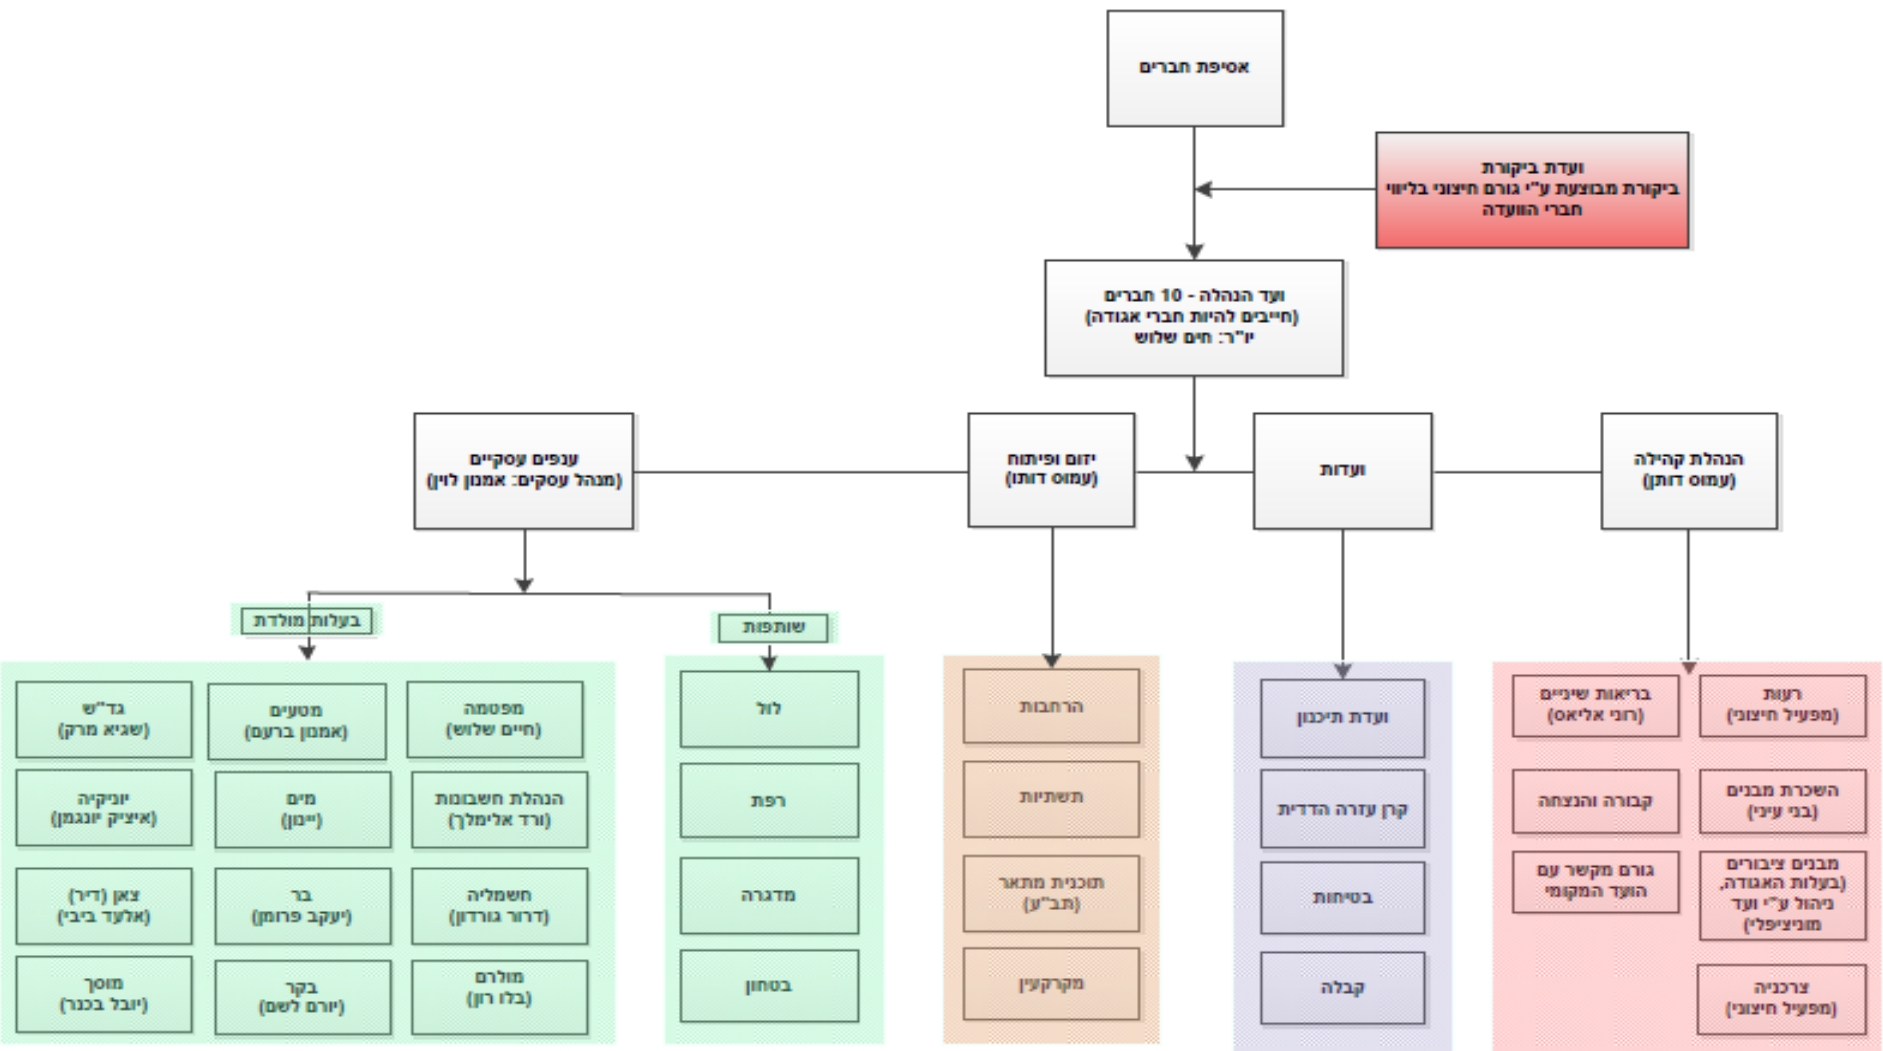 אסיפת חברים
ועדת ביקורת
ביקורת מבוצעת ע"י גורם חיצוני בליווי
חברי הוועדה
ועד הנהלה - 10 חברים
(חייבים להיות חברי אגודה)
יו"ר: חים שלוש
הנהלת קהילה
(עמוס דותן)
ועדות
יזום ופיתוח
(עמוס דותו)
ענפים עסקיים
(מנהל עסקים: אמנון לוין)
רעות
(מפעיל חיצוני)
בריאות שיניים
(רוני אליאס)
השכרת מבנים
(בני עיני)
קבורה והנצחה
מבנים ציבורים
(בעלות האגודה,
ניהול ע"י ועד
מוניציפלי)
גורם מקשר עם
הועד המקומי
צרכניה
(מפעיל חיצוני)
ועדת תיכנון
קרן עזרה הדדית
בטיחות
קבלה
הרחבות
תשתיות
תוכנית מתאר
(תב"ע)
מקרקעין
שותפות
לול
רפת
מדגרה
בטחון
בעלות מולדת
מפטמה
(חיים שלוש)
מטעים
(אמנון ברעם)
גד"ש
(שגיא מרק)
הנהלת חשבונות
(ורד אלימלך)
מים
(יינון)
יוניקיה
(איציק יונגמן)
חשמליה
(דרור גורדון)
בר
(יעקב פרומן)
צאן (דיר)
(אלעד ביבי)
מולרם
(בלו רון)
בקר
(יורם לשם)
מוסך
(יובל בכנר)